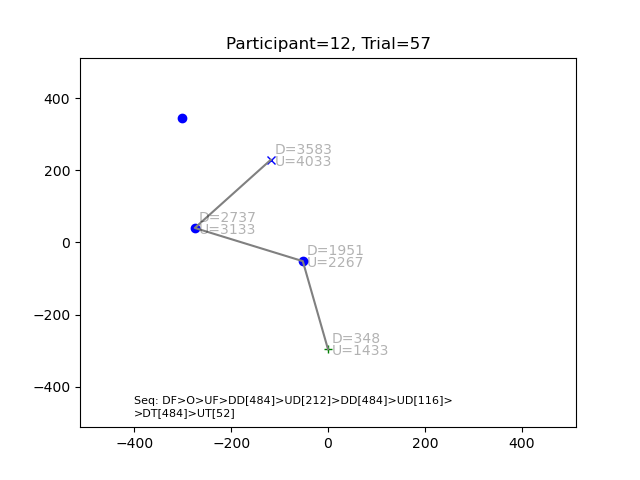 Participant=12, Trial=57
400
200
0
−200
−400
D=3583
U=4033
D=2737
U=3133
D=1951
U=2267
D=348
U=1433
Seq: DF>O>UF>DD[484]>UD[212]>DD[484]>UD[116]>
>DT[484]>UT[52]
−400
−200
0
200
400